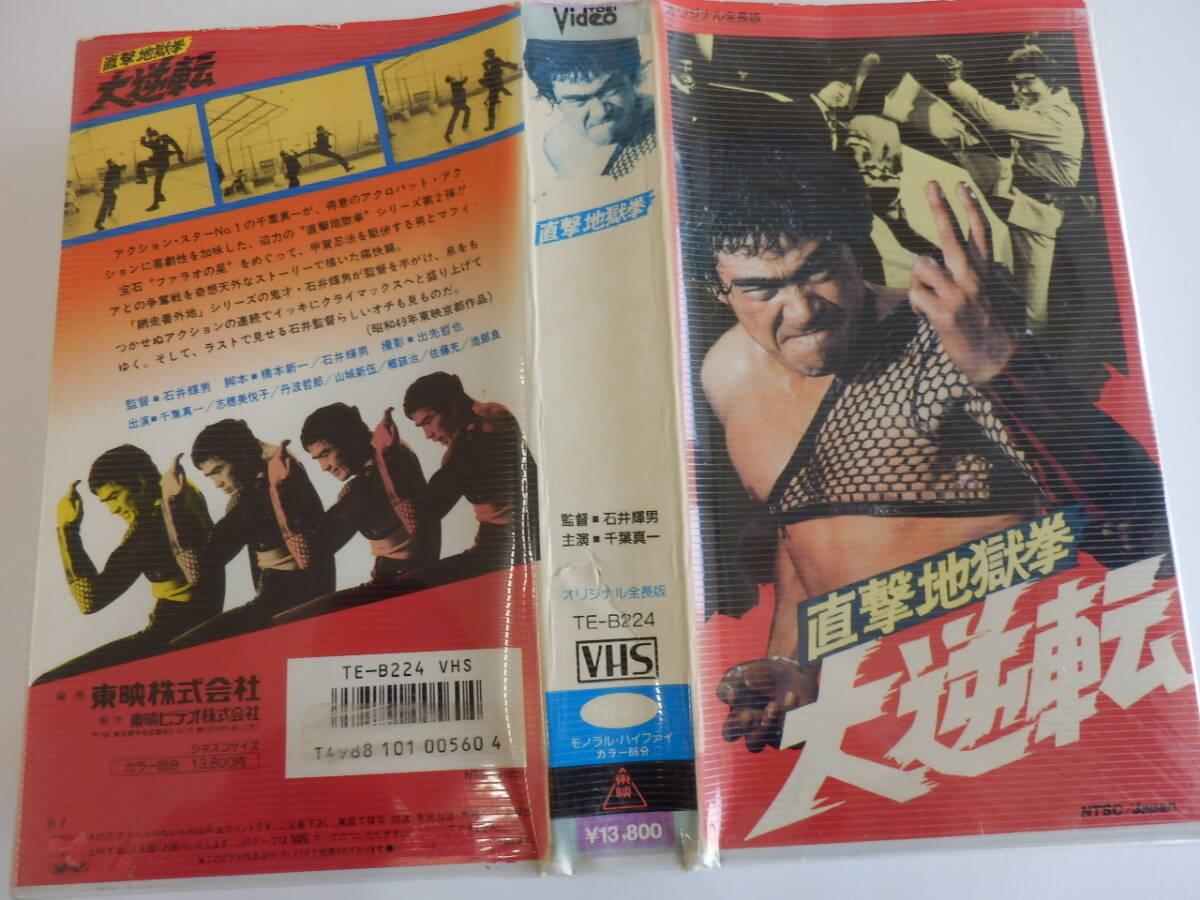 直撃地獄拳
大逆転
アクション・スターNo.1の千葉真一が、得意のアクロバット・アク
ションに喜劇性を加味した、迫力の“直撃地獄拳”シリーズ第2弾!!
宝石“ファラオの星”をめぐって、甲賀忍法を駆使する男とマフィ
アとの争奪戦を奇想天外なストーリーで描いた痛快篇。
「網走番外地」シリーズの鬼才・石井輝男が監督を手がけ、息をも
つかせぬアクションの連続でイッキにクライマックスへと盛り上げて
ゆく。そして、ラストで見せる石井監督らしいオチも見ものだ。
(昭和49年東映京都作品)
監督■石井輝男 脚本■橋本新一/石井輝男 撮影■出先哲也
出演■千葉真一/志穂美悦子/丹波哲郎/山城新伍/郷鍈治/佐藤充/池部良
発売 東映株式会社
製作 東映ビデオ株式会社
シネスコサイズ
カラー86分 13,800円
TE-B224 VHS
T4988 101 00560 4
TOEI
Video
直撃地獄拳
監督■石井輝男
主演■千葉真一
オリジナル全長版
TE-B224
VHS
モノラル・ハイファイ
カラー86分
東映
¥13,800
オリジナル全長版
直撃地獄拳
大逆転
NTSC/Japan